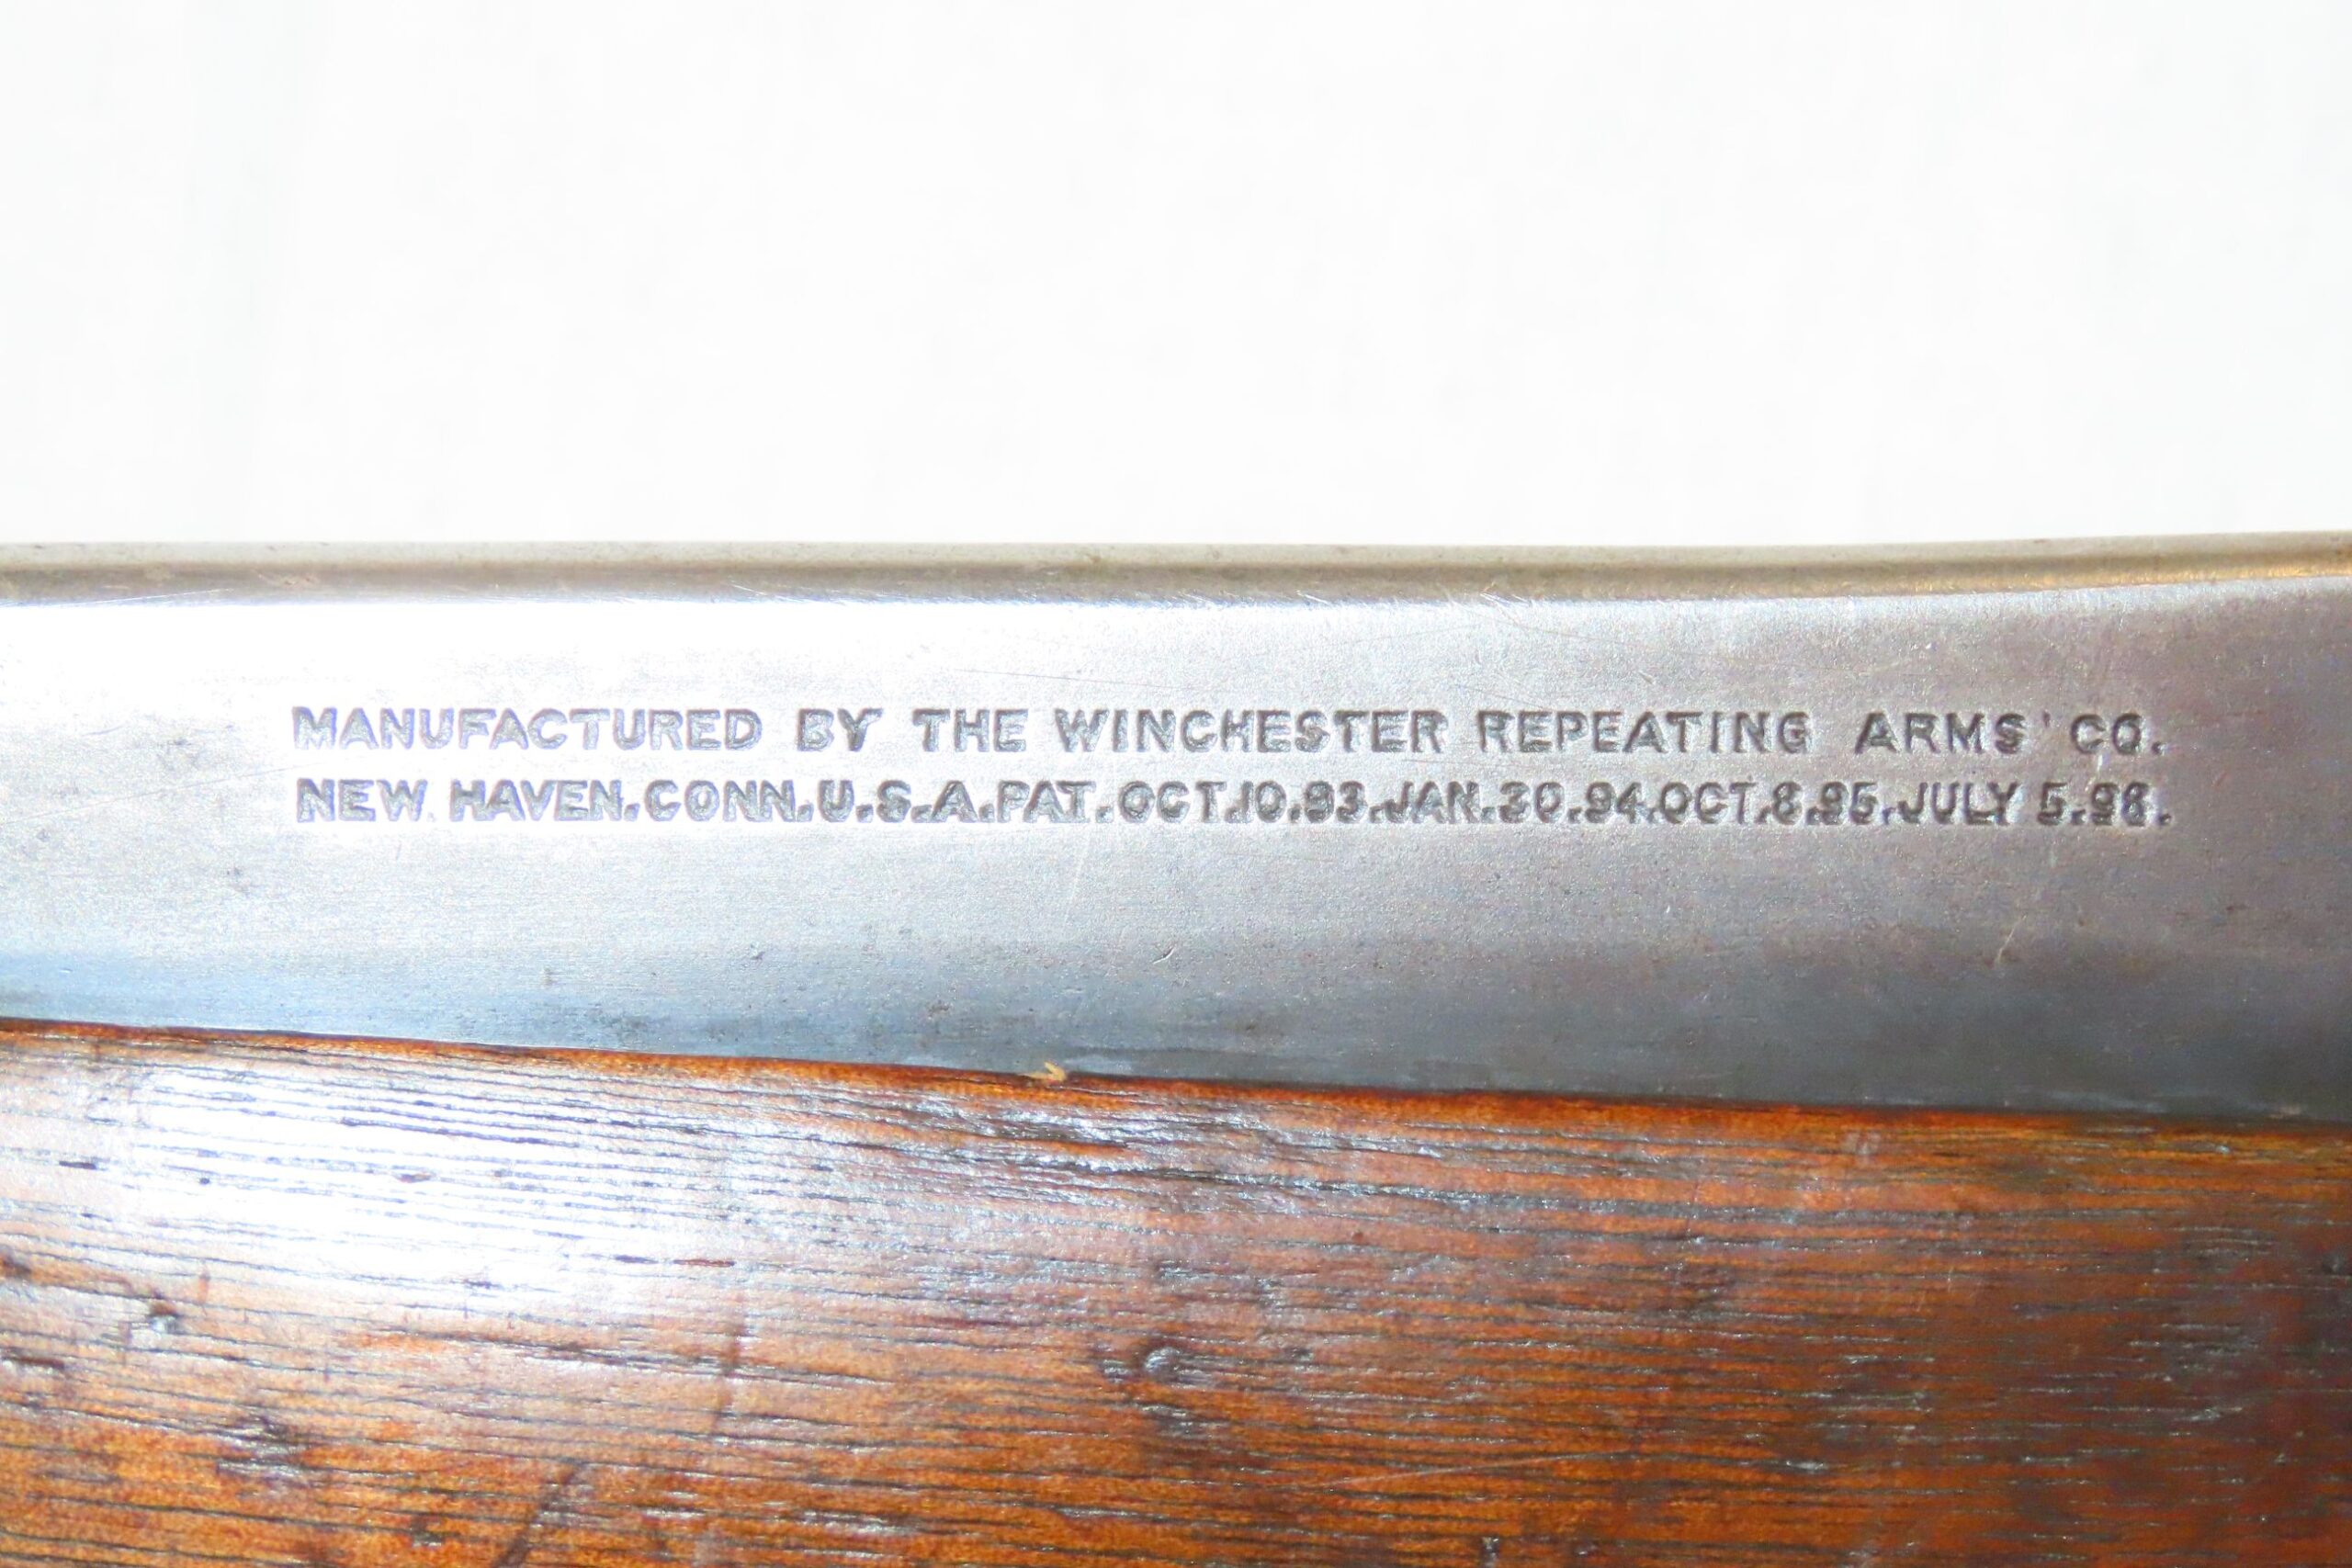 MANUFACTURED BY THE WINCHESTER REPEATING ARMS' CO.
NEW HAVEN.CONN.U.S.A.PAT.OCT.10.93.JAN.30.94.OCT.8.95.JULY 5.98.